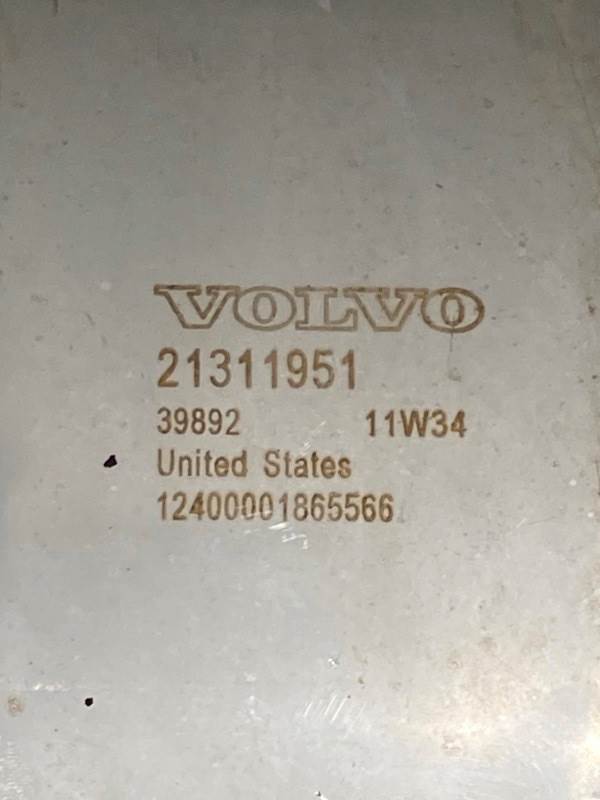 VOLVO
21311951
39892 11W34
United States
12400001865566